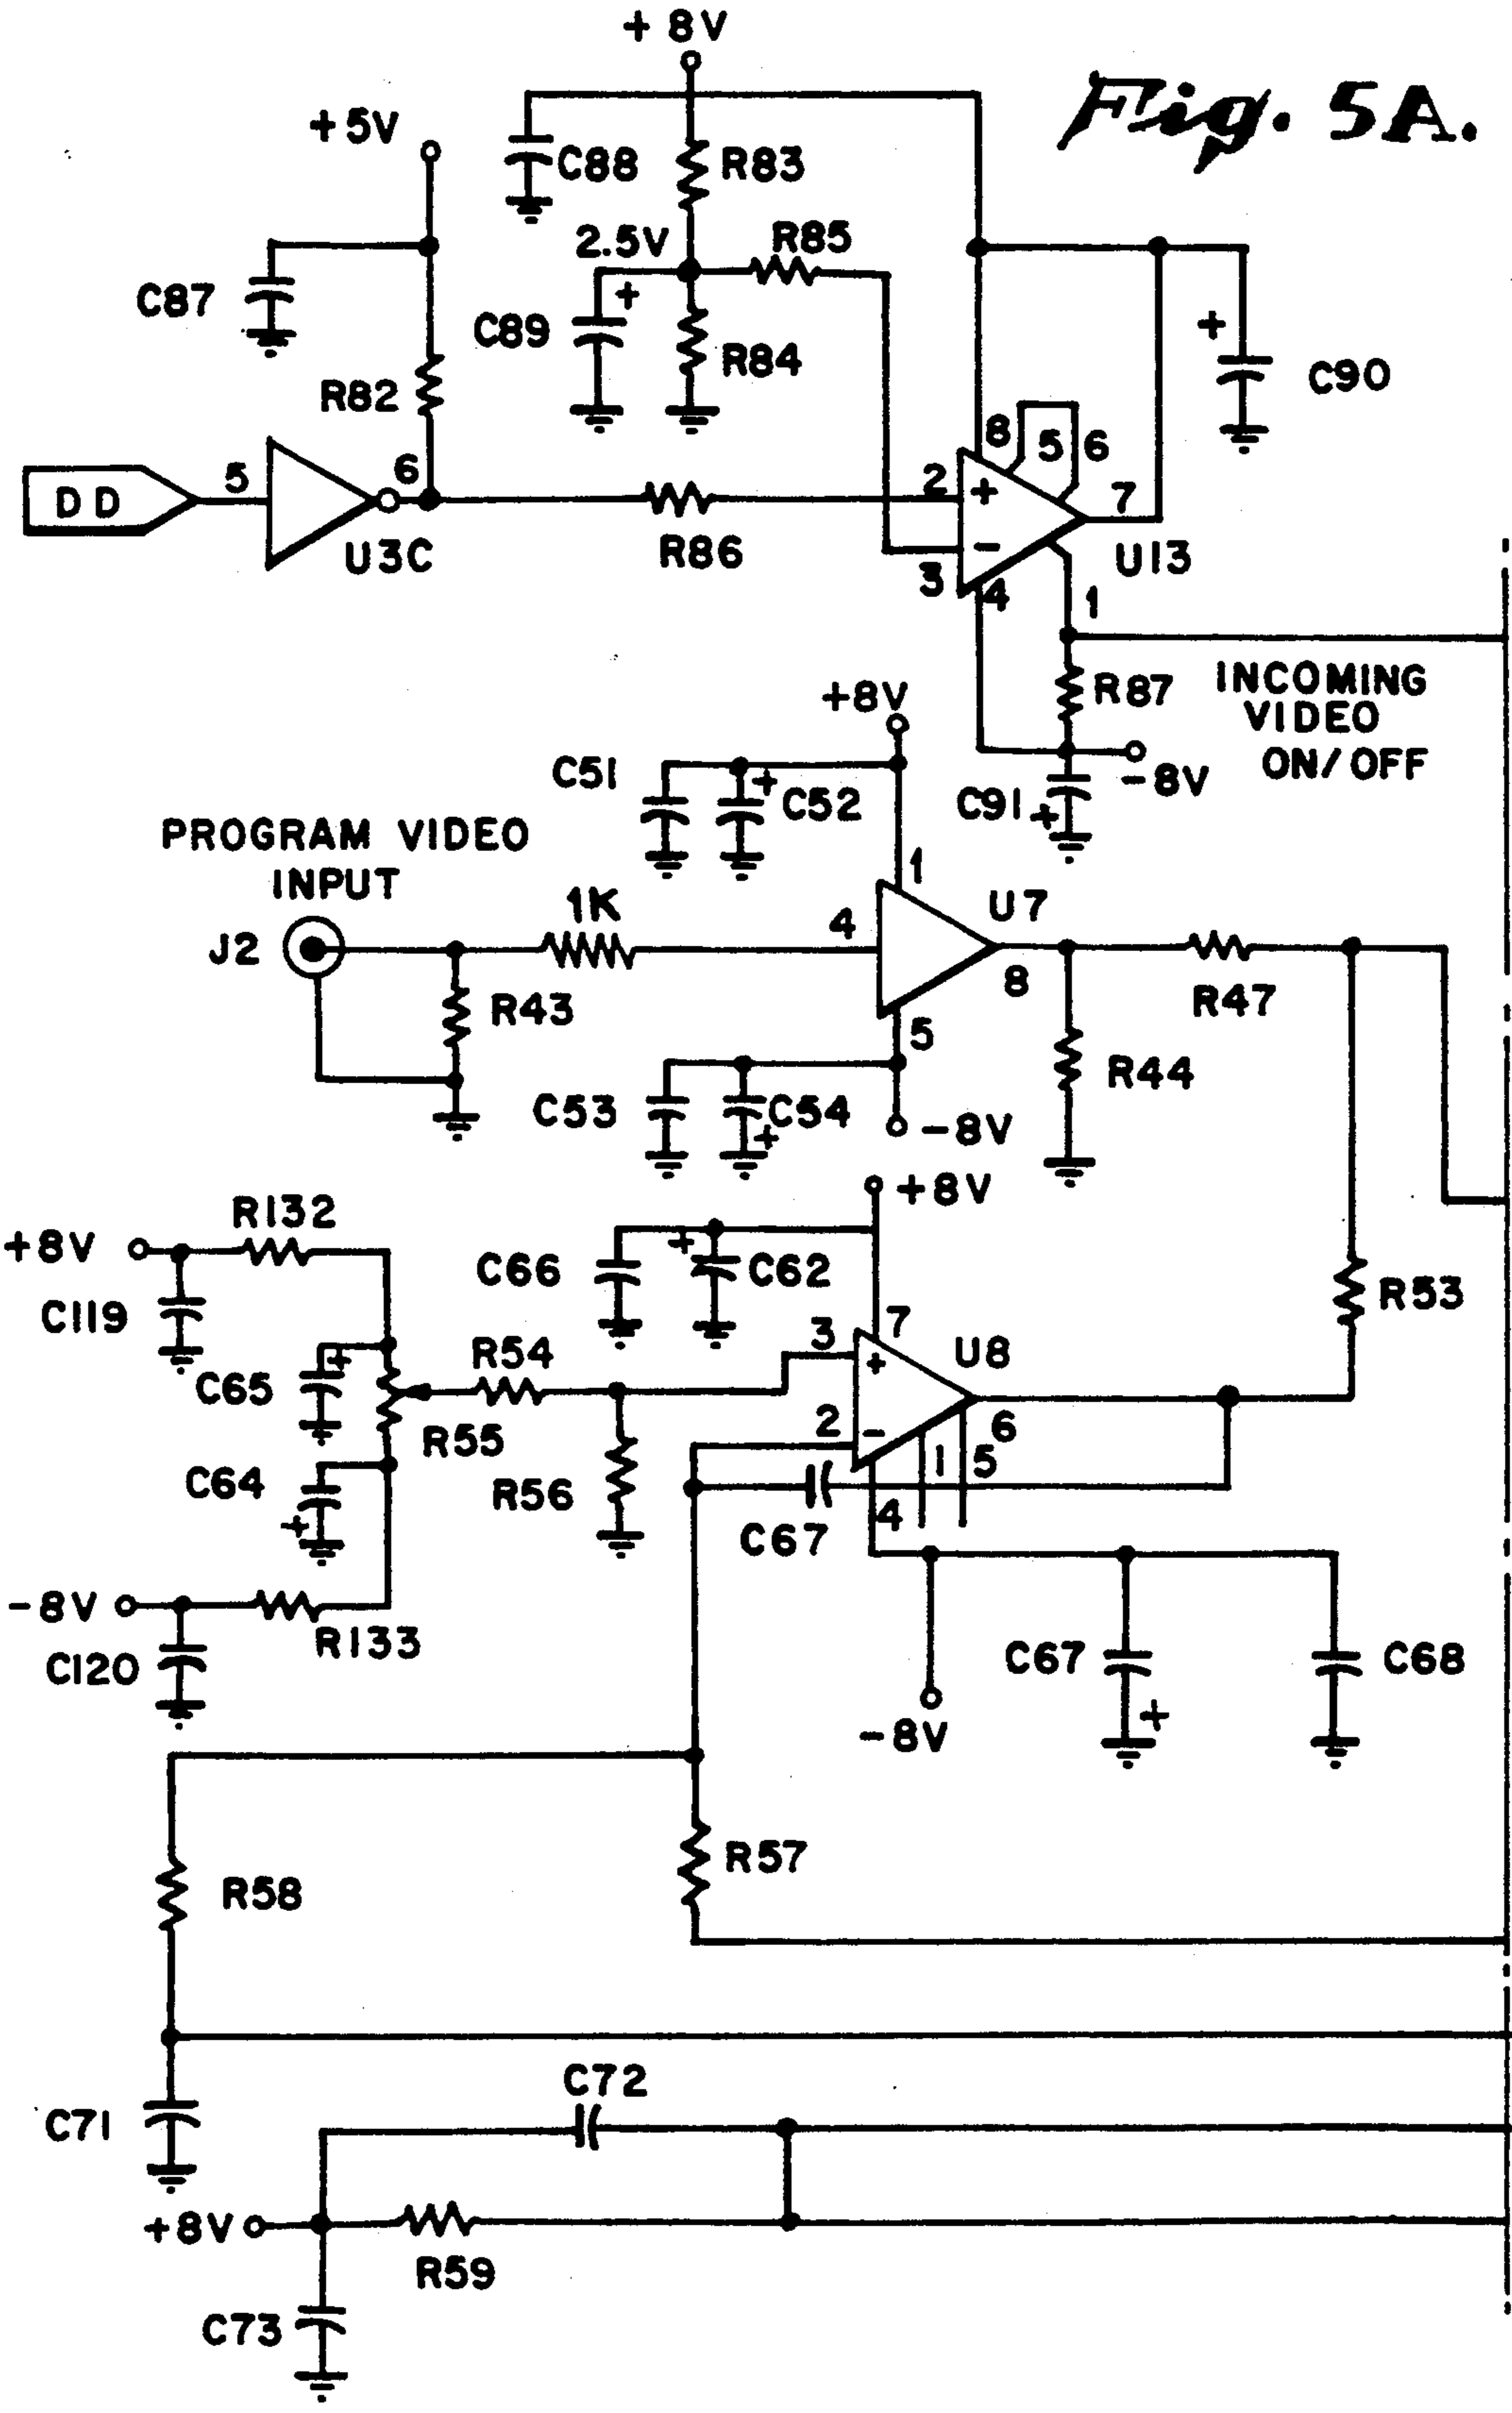 +8V
Fig. 5A.
+5V
C88
R83
2.5V
R85
C87
+
C89
R84
+
C90
R82
8
5
6
DD
5
6
2
+
7
U3C
R86
-
U13
3
4
1
R87
INCOMING
VIDEO
ON/OFF
+8V
-8V
C51
+
C52
C91
+
PROGRAM VIDEO
INPUT
1
1K
U7
J2
4
8
R43
R47
5
R44
C53
C54
+
-8V
+8V
R132
+8V
C66
+
C62
C119
R53
7
3
U8
R54
+
+
C65
R55
2
-
6
1
5
C64
R56
+
4
C67
-8V
R133
C67
C68
C120
+
-8V
R57
R58
C72
C71
+8V
R59
C73